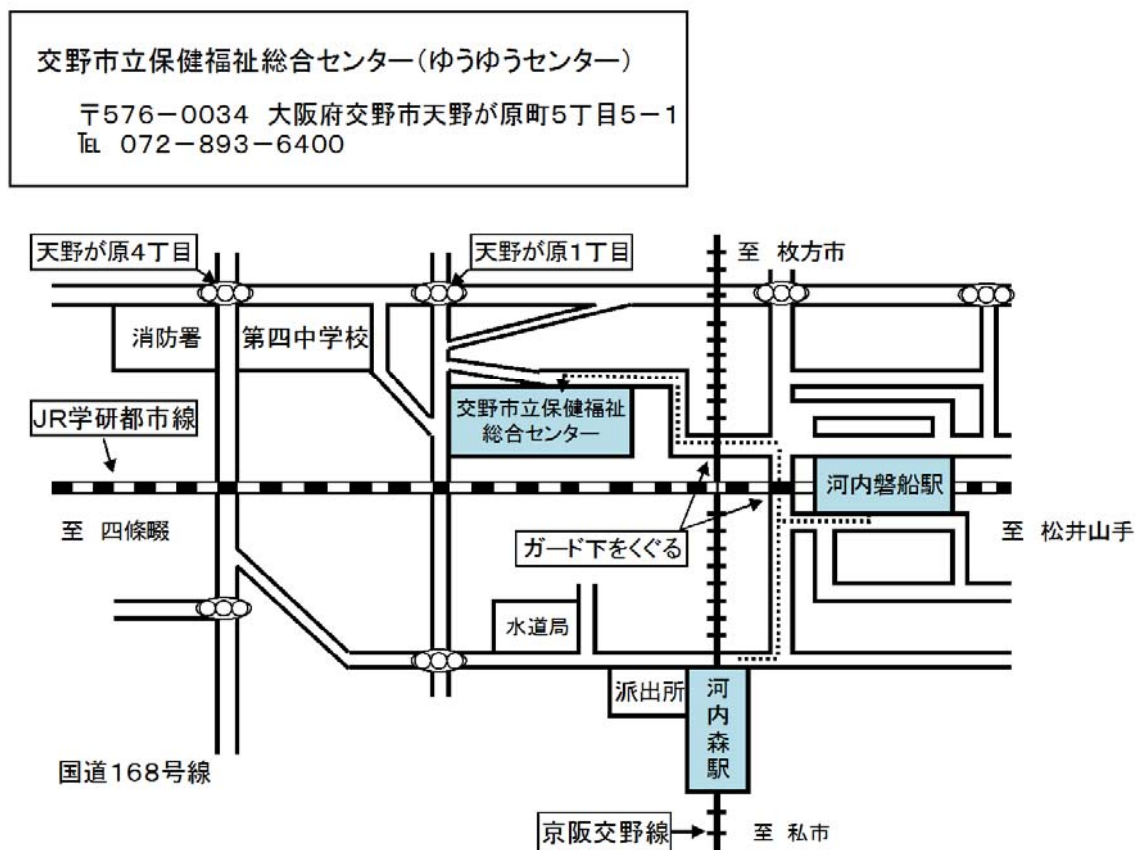 交野市立保健福祉総合センター(ゆうゆうセンター)
〒576-0034 大阪府交野市天野が原町5丁目5-1
℡ 072-893-6400
天野が原4丁目
天野が原1丁目
至 枚方市
消防署
第四中学校
JR学研都市線
交野市立保健福祉
総合センター
河内磐船駅
至 四條畷
ガード下をくぐる
至 松井山手
水道局
派出所
河内森駅
国道168号線
京阪交野線
至 私市